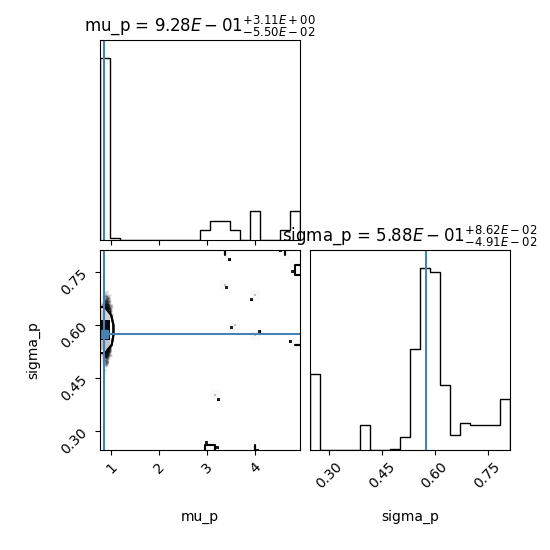 mu_p = 9.28E − 01+3.11E+00−5.50E−02
sigma_p = 5.88E − 01+8.62E−02−4.91E−02
0.75
0.60
0.45
0.30
sigma_p
1 2 3 4
mu_p
0.30 0.45 0.60 0.75
sigma_p